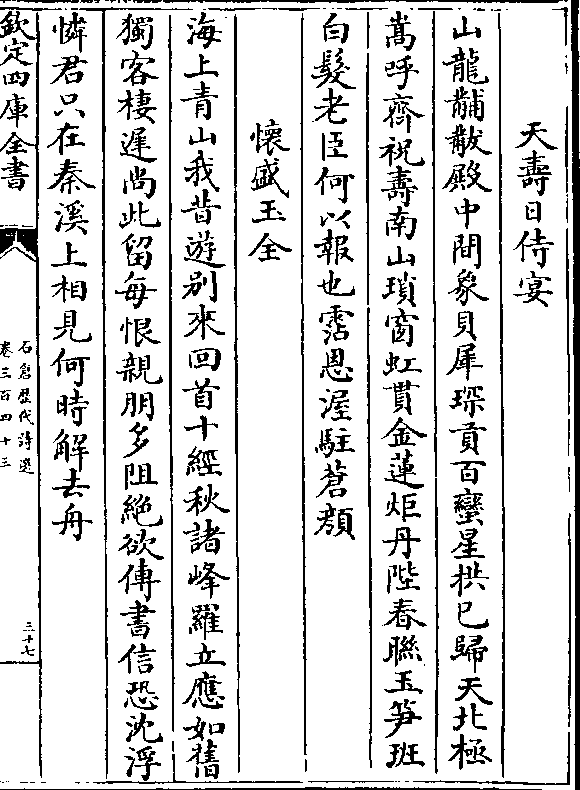 天壽日侍宴
山龍黼黻殿中間象貝犀琛貢百蠻星拱已歸天北極
嵩呼齊祝壽南山瑣窗虹貫金蓮炬丹陛春聯玉笋班
白髮老臣何以報也霑恩渥駐蒼顔
懷盛玉全
海上青山我昔遊别來回首十經秋諸峰羅立應如舊
獨客棲遲尚此留每恨親朋多阻絶欲傳書信恐沈浮
憐君只在秦溪上相見何時解去舟
欽定四庫全書
石倉歷代詩選
卷三百四十三
三十七